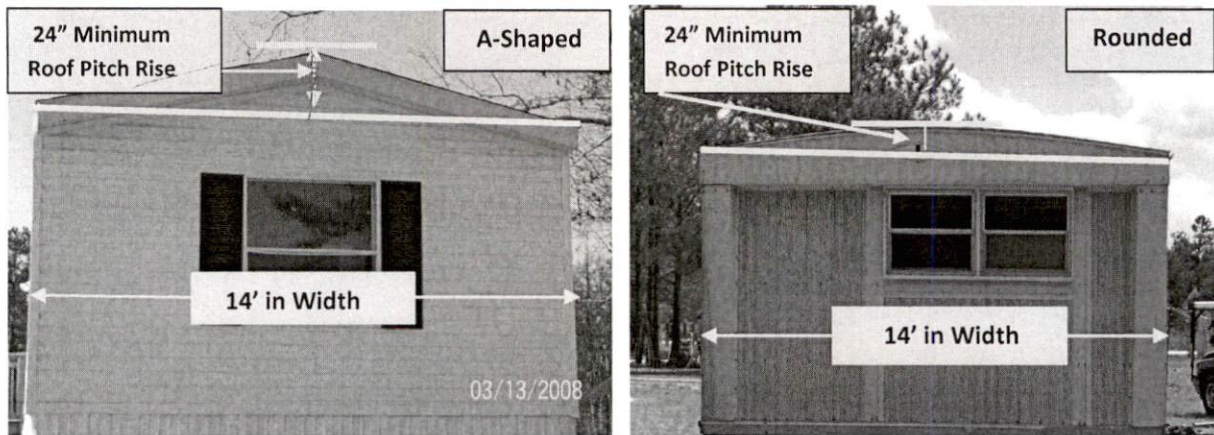 24” Minimum
Roof Pitch Rise
A-Shaped
14’ in Width
03/13/2008
24” Minimum
Roof Pitch Rise
Rounded
14’ in Width